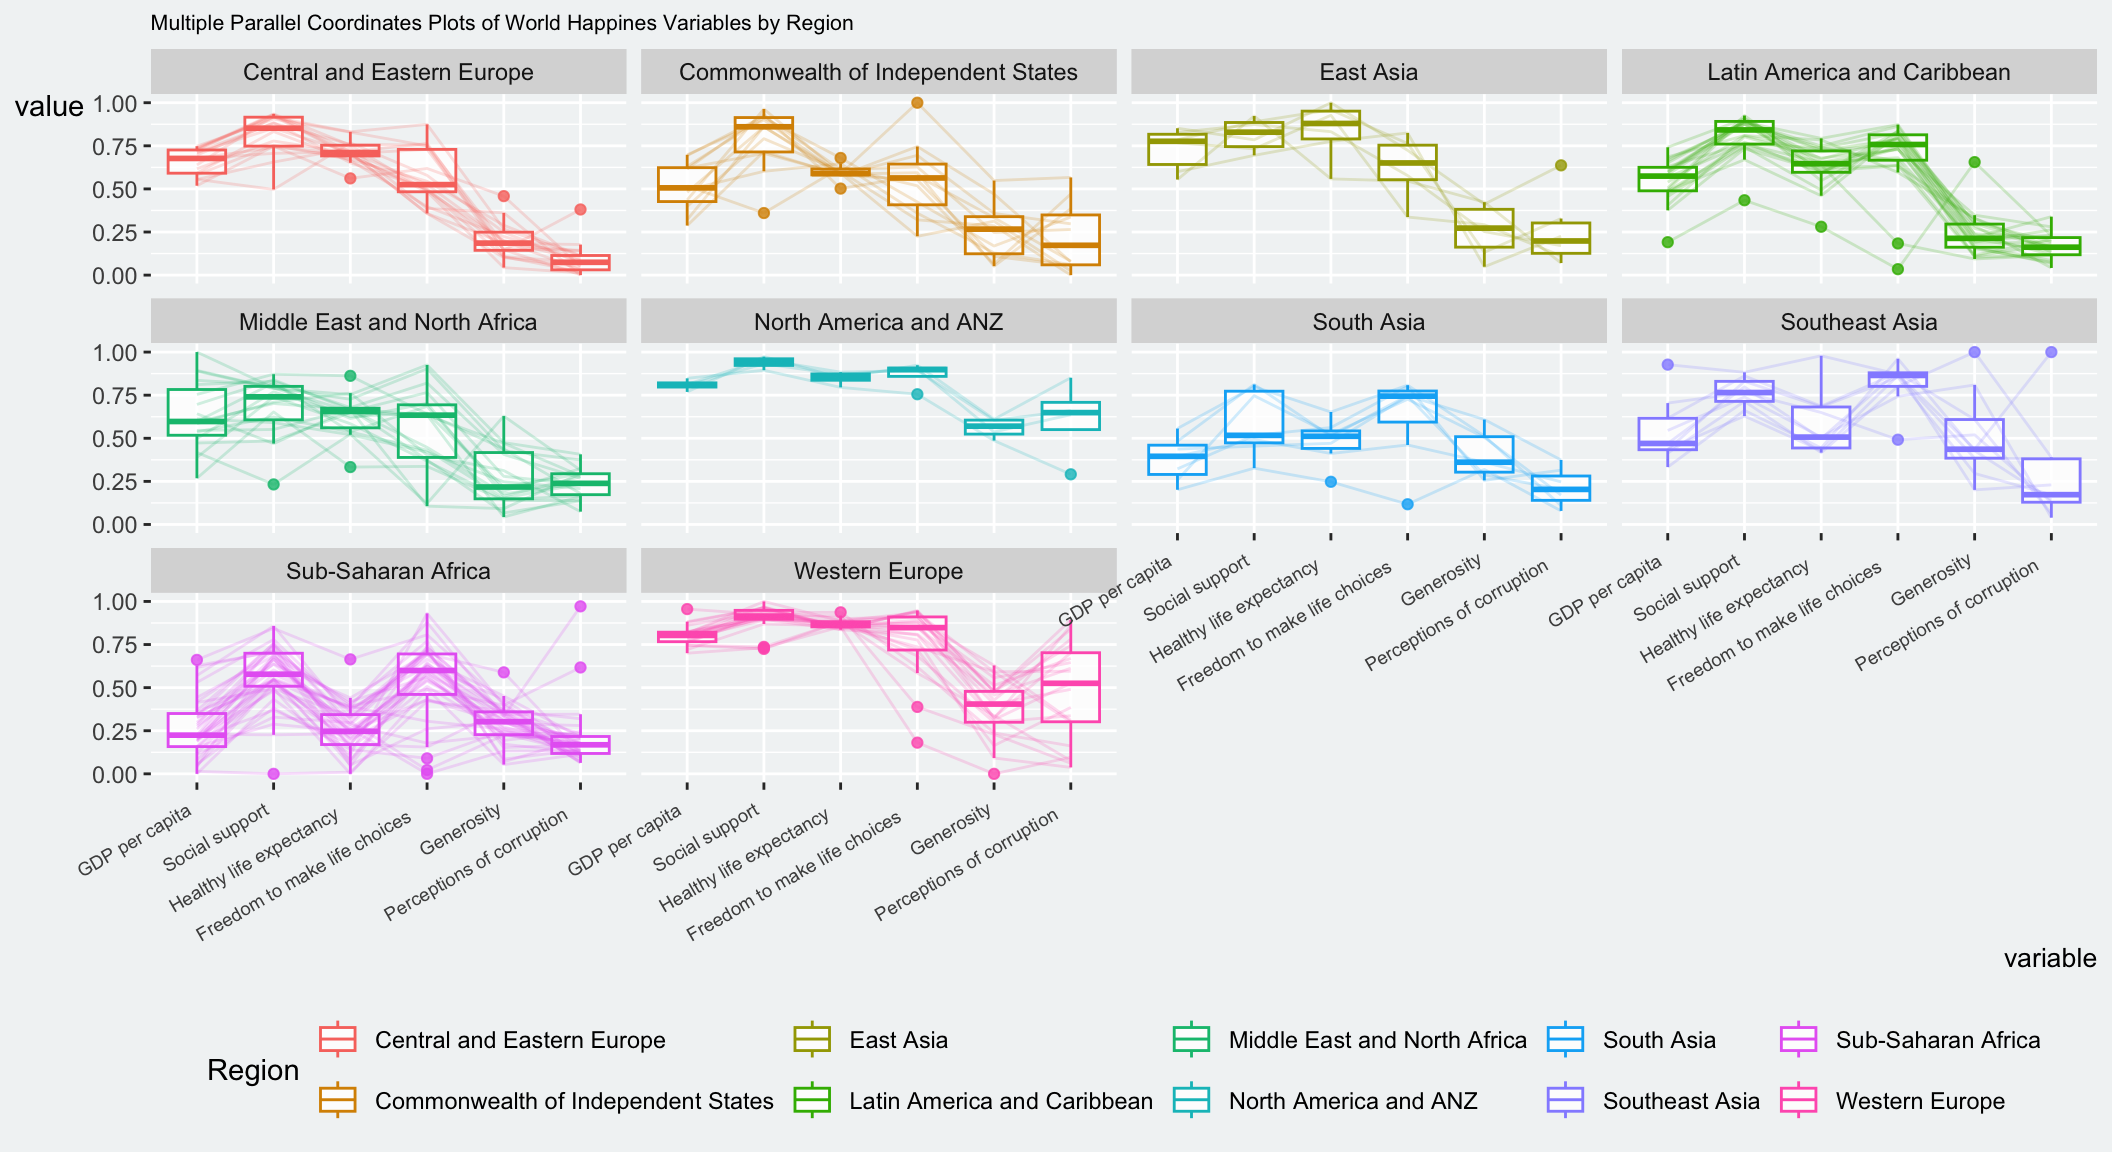 Multiple Parallel Coordinates Plots of World Happines Variables by Region
Central and Eastern Europe
Commonwealth of Independent States
East Asia
Latin America and Caribbean
value
1.00
0.75
0.50
0.25
0.00
Middle East and North Africa
North America and ANZ
South Asia
Southeast Asia
1.00
0.75
0.50
0.25
0.00
GDP per capita
Social support
Healthy life expectancy
Freedom to make life choices
Generosity
Perceptions of corruption
GDP per capita
Social support
Healthy life expectancy
Freedom to make life choices
Generosity
Perceptions of corruption
Sub-Saharan Africa
Western Europe
1.00
0.75
0.50
0.25
0.00
GDP per capita
Social support
Healthy life expectancy
Freedom to make life choices
Generosity
Perceptions of corruption
GDP per capita
Social support
Healthy life expectancy
Freedom to make life choices
Generosity
Perceptions of corruption
variable
Region
Central and Eastern Europe
East Asia
Middle East and North Africa
South Asia
Sub-Saharan Africa
Commonwealth of Independent States
Latin America and Caribbean
North America and ANZ
Southeast Asia
Western Europe